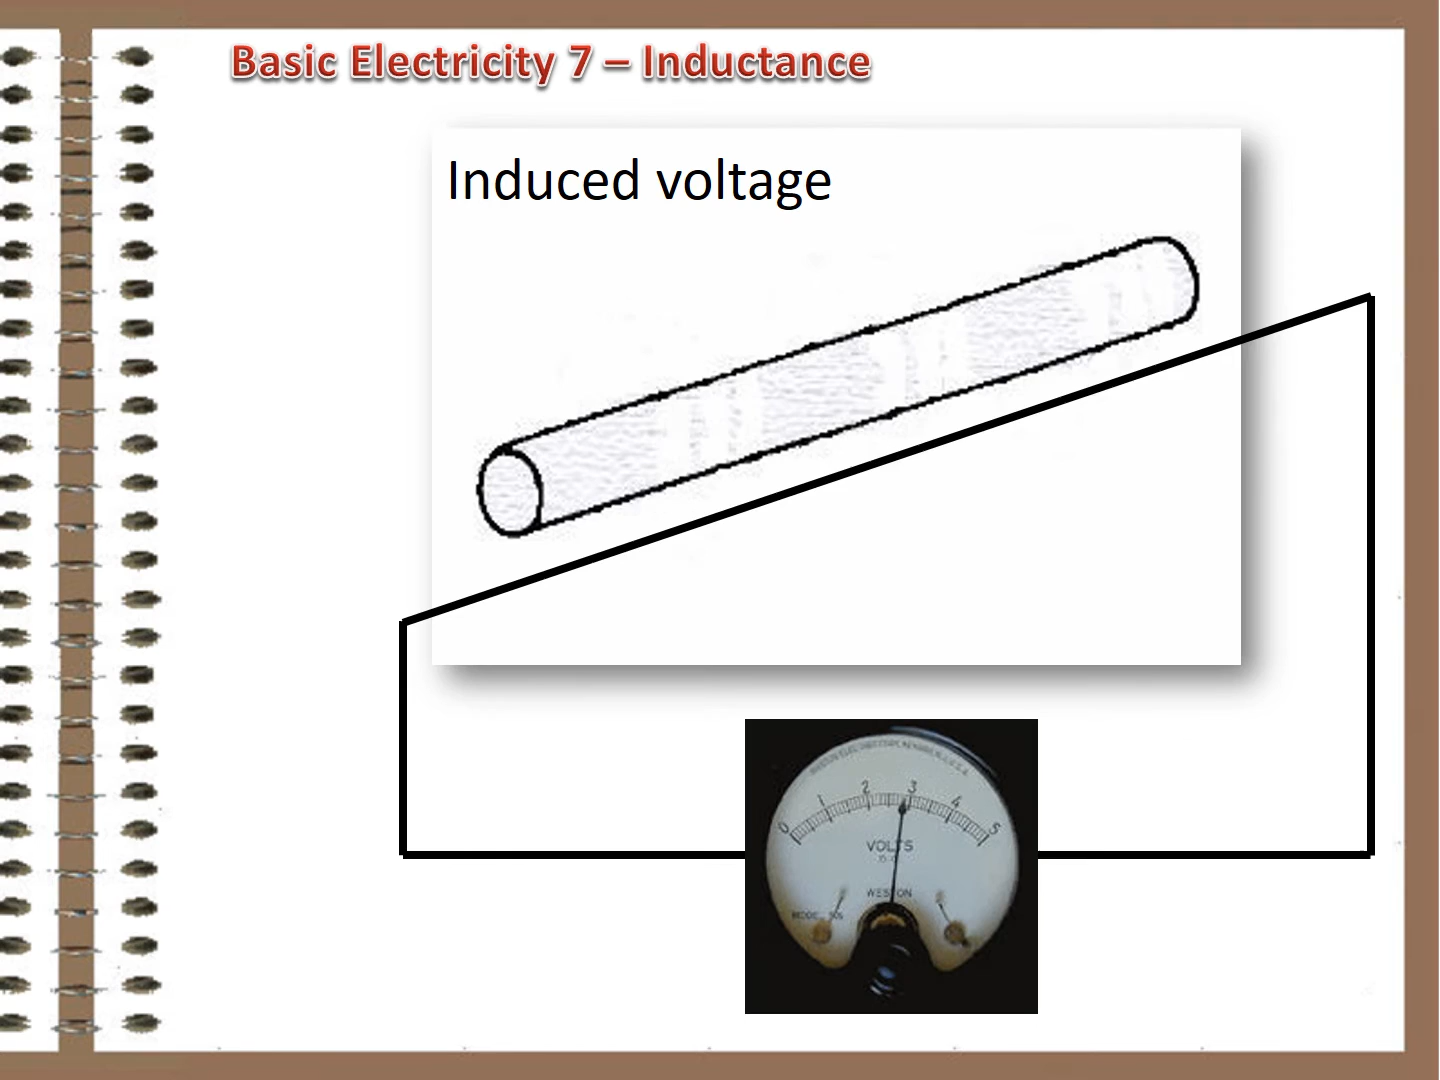 Basic Electricity 7 – Inductance
Induced voltage
0 1 2 3 4 5
VOLTS
WESTON